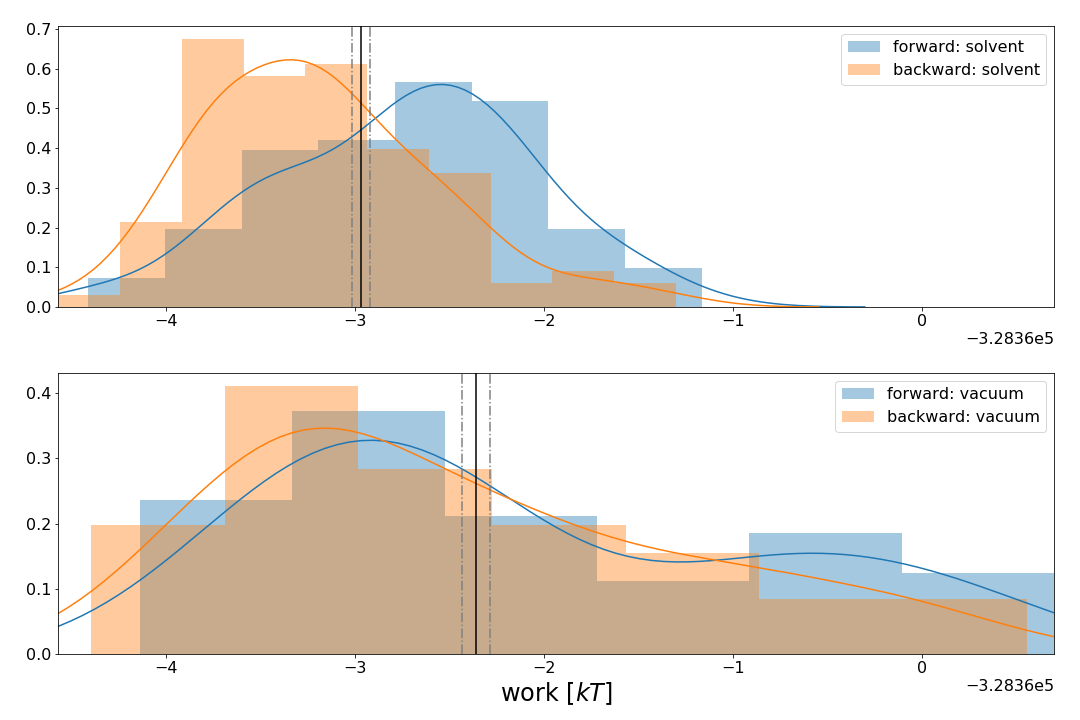 0.7
0.6
0.5
0.4
0.3
0.2
0.1
0.0
forward: solvent
backward: solvent
−4 −3 −2 −1 0
−3.2836e5
0.4
0.3
0.2
0.1
0.0
forward: vacuum
backward: vacuum
−4 −3 −2 −1 0
−3.2836e5
work [kT]